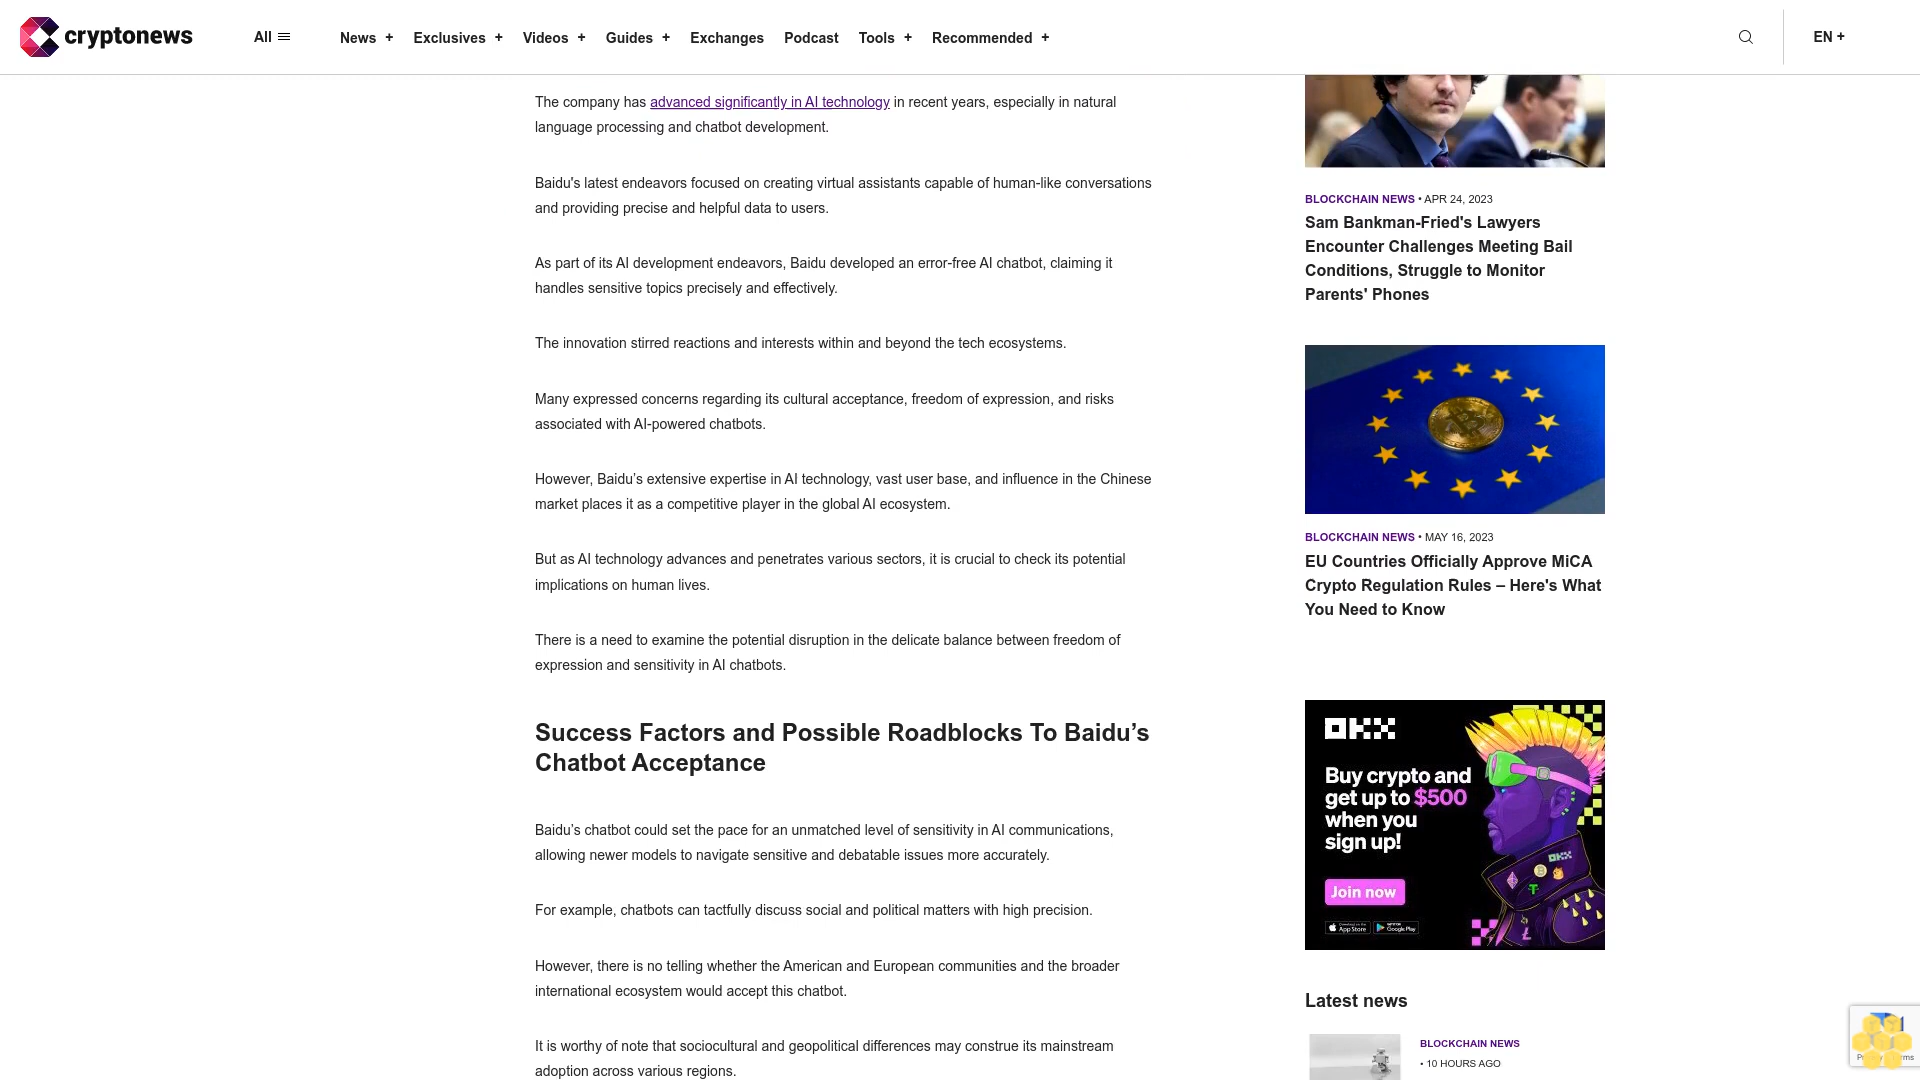 cryptonews
All
News +
Exclusives +
Videos +
Guides +
Exchanges
Podcast
Tools +
Recommended +
EN +
The company has advanced significantly in AI technology in recent years, especially in natural
language processing and chatbot development.
Baidu's latest endeavors focused on creating virtual assistants capable of human-like conversations
and providing precise and helpful data to users.
As part of its AI development endeavors, Baidu developed an error-free AI chatbot, claiming it
handles sensitive topics precisely and effectively.
The innovation stirred reactions and interests within and beyond the tech ecosystems.
Many expressed concerns regarding its cultural acceptance, freedom of expression, and risks
associated with AI-powered chatbots.
However, Baidu’s extensive expertise in AI technology, vast user base, and influence in the Chinese
market places it as a competitive player in the global AI ecosystem.
But as AI technology advances and penetrates various sectors, it is crucial to check its potential
implications on human lives.
There is a need to examine the potential disruption in the delicate balance between freedom of
expression and sensitivity in AI chatbots.
Success Factors and Possible Roadblocks To Baidu’s
Chatbot Acceptance
Baidu’s chatbot could set the pace for an unmatched level of sensitivity in AI communications,
allowing newer models to navigate sensitive and debatable issues more accurately.
For example, chatbots can tactfully discuss social and political matters with high precision.
However, there is no telling whether the American and European communities and the broader
international ecosystem would accept this chatbot.
It is worthy of note that sociocultural and geopolitical differences may construe its mainstream
adoption across various regions.
BLOCKCHAIN NEWS • APR 24, 2023
Sam Bankman-Fried's Lawyers
Encounter Challenges Meeting Bail
Conditions, Struggle to Monitor
Parents' Phones
BLOCKCHAIN NEWS • MAY 16, 2023
EU Countries Officially Approve MiCA
Crypto Regulation Rules – Here's What
You Need to Know
OKX
Buy crypto and
get up to $500
when you
sign up!
Join now
App Store
Google Play
Latest news
BLOCKCHAIN NEWS
• 10 HOURS AGO